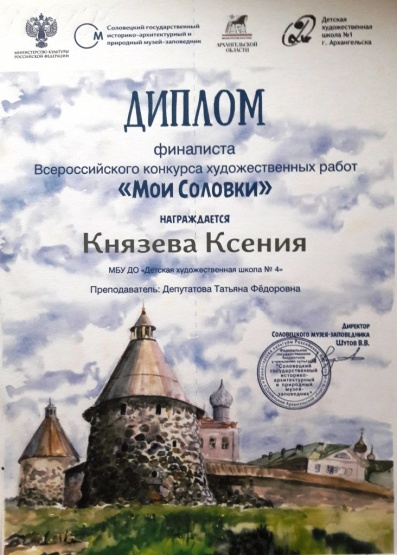 МИНИСТЕРСТВО КУЛЬТУРЫ
РОССИЙСКОЙ ФЕДЕРАЦИИ
Соловецкий государственный
историко-архитектурный и
природный музей-заповедник
АРХАНГЕЛЬСКОЙ
ОБЛАСТИ
Детская
художественная
школа №1
г. Архангельска
ДИПЛОМ
финалиста
Всероссийского конкурса художественных работ
«Мои Соловки»
НАГРАЖДАЕТСЯ
Князева Ксения
МБУ ДО «Детская художественная школа № 4»
Преподаватель: Депутатова Татьяна Фёдоровна
Директор
Соловецкого музея-заповедника
Шутов В.В.
"Соловецкий
государственный
историко-
архитектурный
и природный
музей-
заповедник"